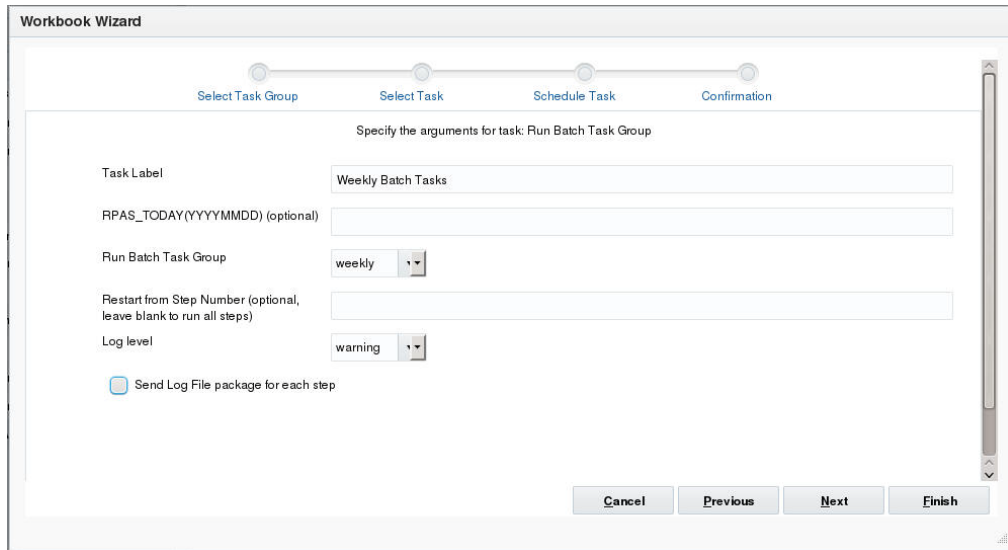 Workbook Wizard
Select Task Group
Select Task
Schedule Task
Confirmation
Specify the arguments for task: Run Batch Task Group
Task Label
Weekly Batch Tasks
RPAS_TODAY(YYYYMMDD) (optional)
Run Batch Task Group
weekly
Restart from Step Number (optional,
leave blank to run all steps)
Log level
warning
Send Log File package for each step
Cancel
Previous
Next
Finish